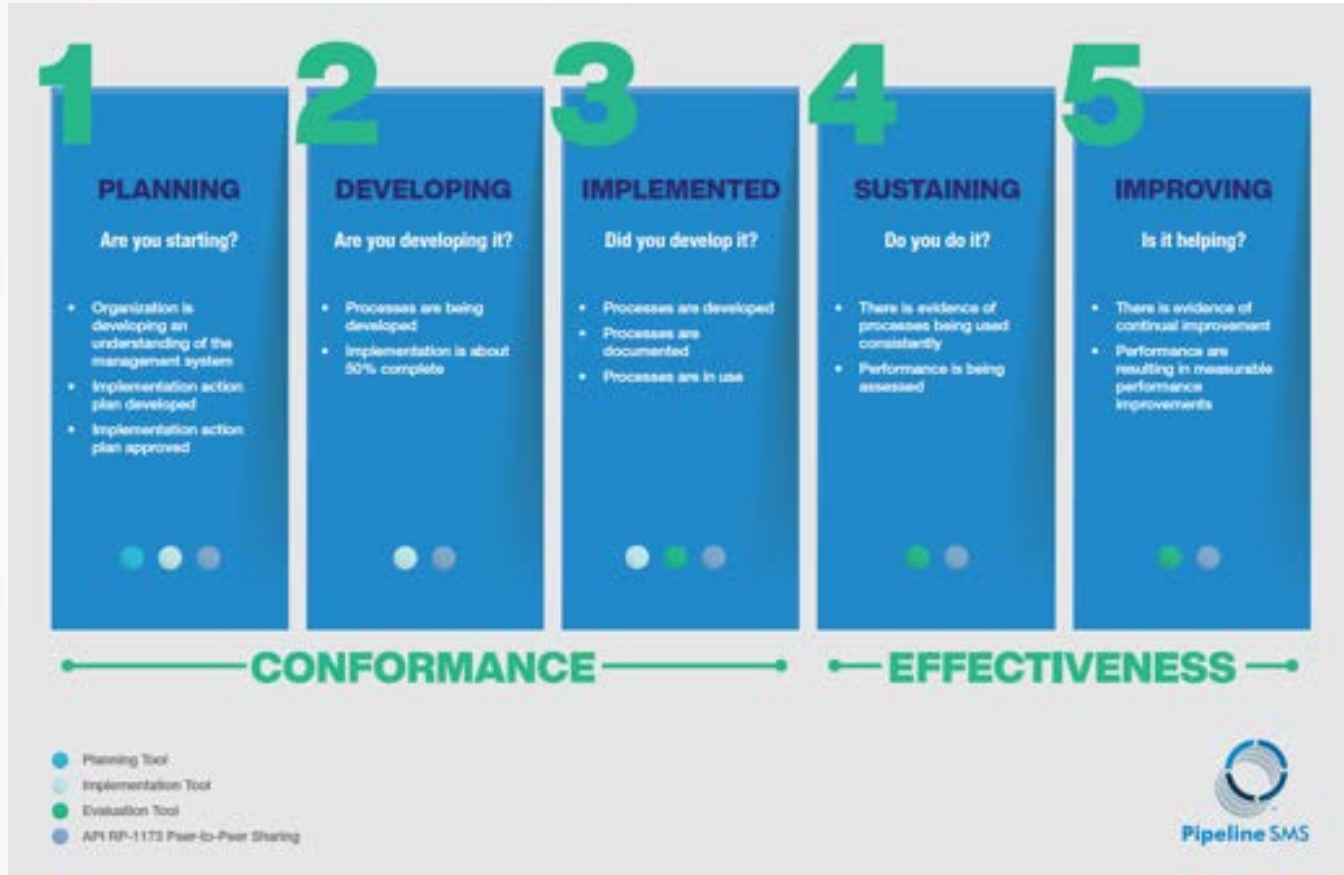 1
PLANNING
Are you starting?
• Organization is
developing an
understanding of the
management system
• Implementation action
plan developed
• Implementation action
plan approved
2
DEVELOPING
Are you developing it?
• Processes are being
developed
• Implementation is about
50% complete
3
IMPLEMENTED
Did you develop it?
• Processes are developed
• Processes are
documented
• Processes are in use
4
SUSTAINING
Do you do it?
• There is evidence of
processes being used
consistently
• Performance is being
assessed
5
IMPROVING
Is it helping?
• There is evidence of
continual improvement
• Performance are
resulting in measurable
performance
improvements
CONFORMANCE
EFFECTIVENESS
Planning Tool
Implementation Tool
Evaluation Tool
API RP-1173 Peer-to-Peer Sharing
Pipeline SMS